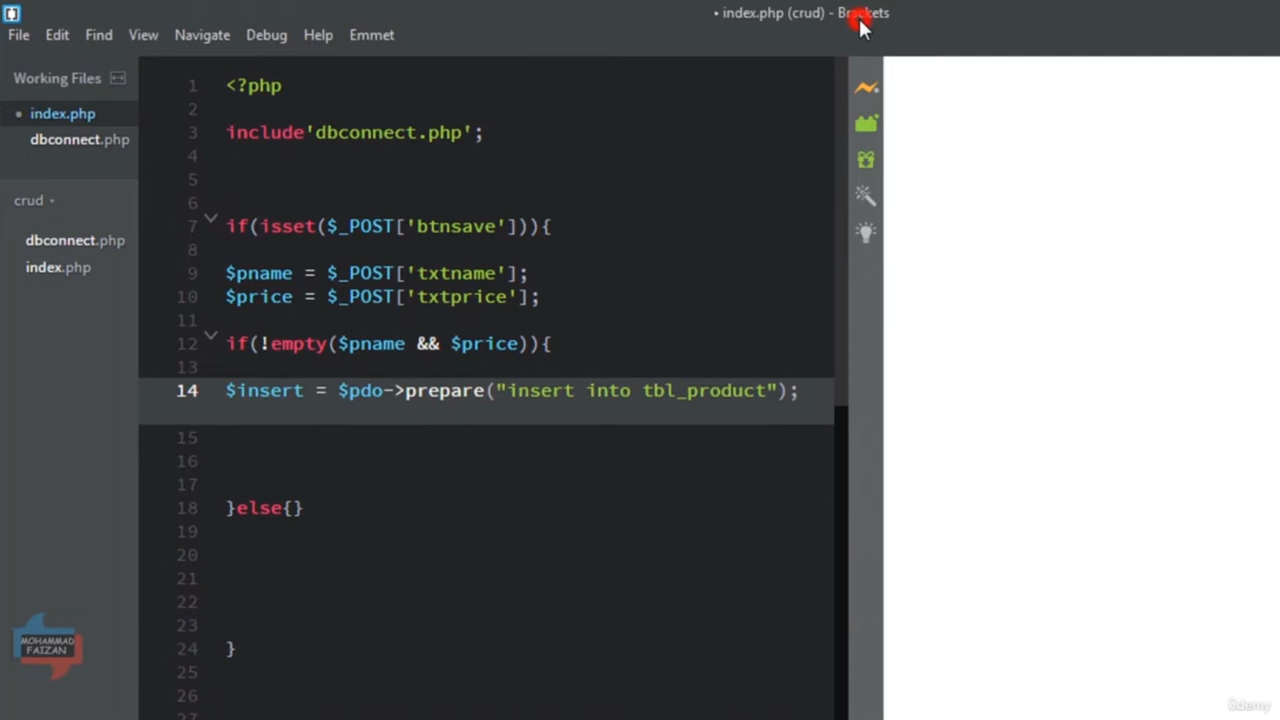 • index.php (crud) - Brackets
File Edit Find View Navigate Debug Help Emmet
Working Files
• index.php
dbconnect.php
crud
dbconnect.php
index.php
1 <?php
2
3 include'dbconnect.php';
4
5
6
7 if(isset($_POST['btnsave'])){
8
9 $pname = $_POST['txtname'];
10 $price = $_POST['txtprice'];
11
12 if(!empty($pname && $price)){
13
14 $insert = $pdo->prepare("insert into tbl_product");
15
16
17
18 }else{}
19
20
21
22
23
24 }
25
26
27
MOHAMMAD
FAIZAN
ûdemy